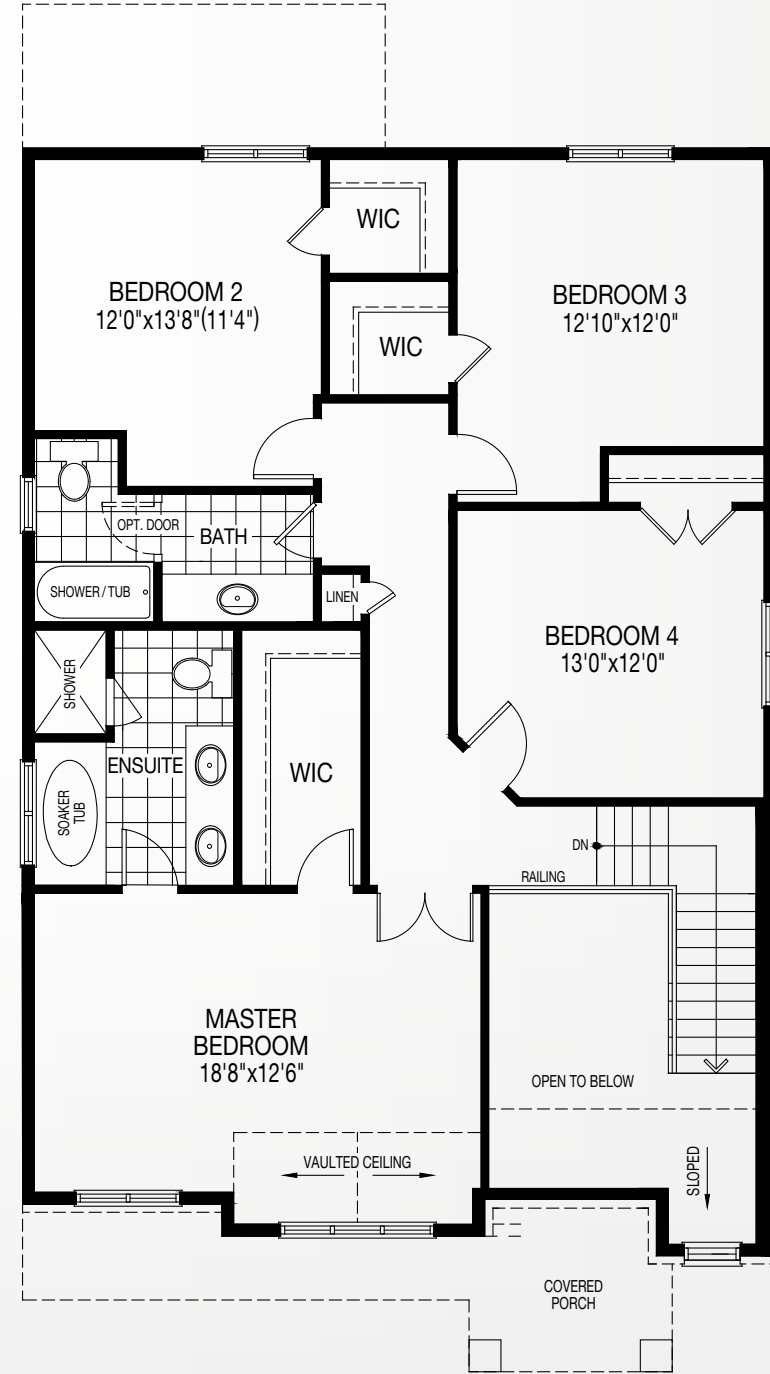 WIC
BEDROOM 2
12'0"x13'8"(11'4")
BEDROOM 3
12'10"x12'0"
WIC
OPT. DOOR
BATH
SHOWER / TUB
LINEN
BEDROOM 4
13'0"x12'0"
SHOWER
ENSUITE
WIC
SOAKER
TUB
DN
RAILING
MASTER
BEDROOM
18'8"x12'6"
OPEN TO BELOW
VAULTED CEILING
SLOPED
COVERED
PORCH